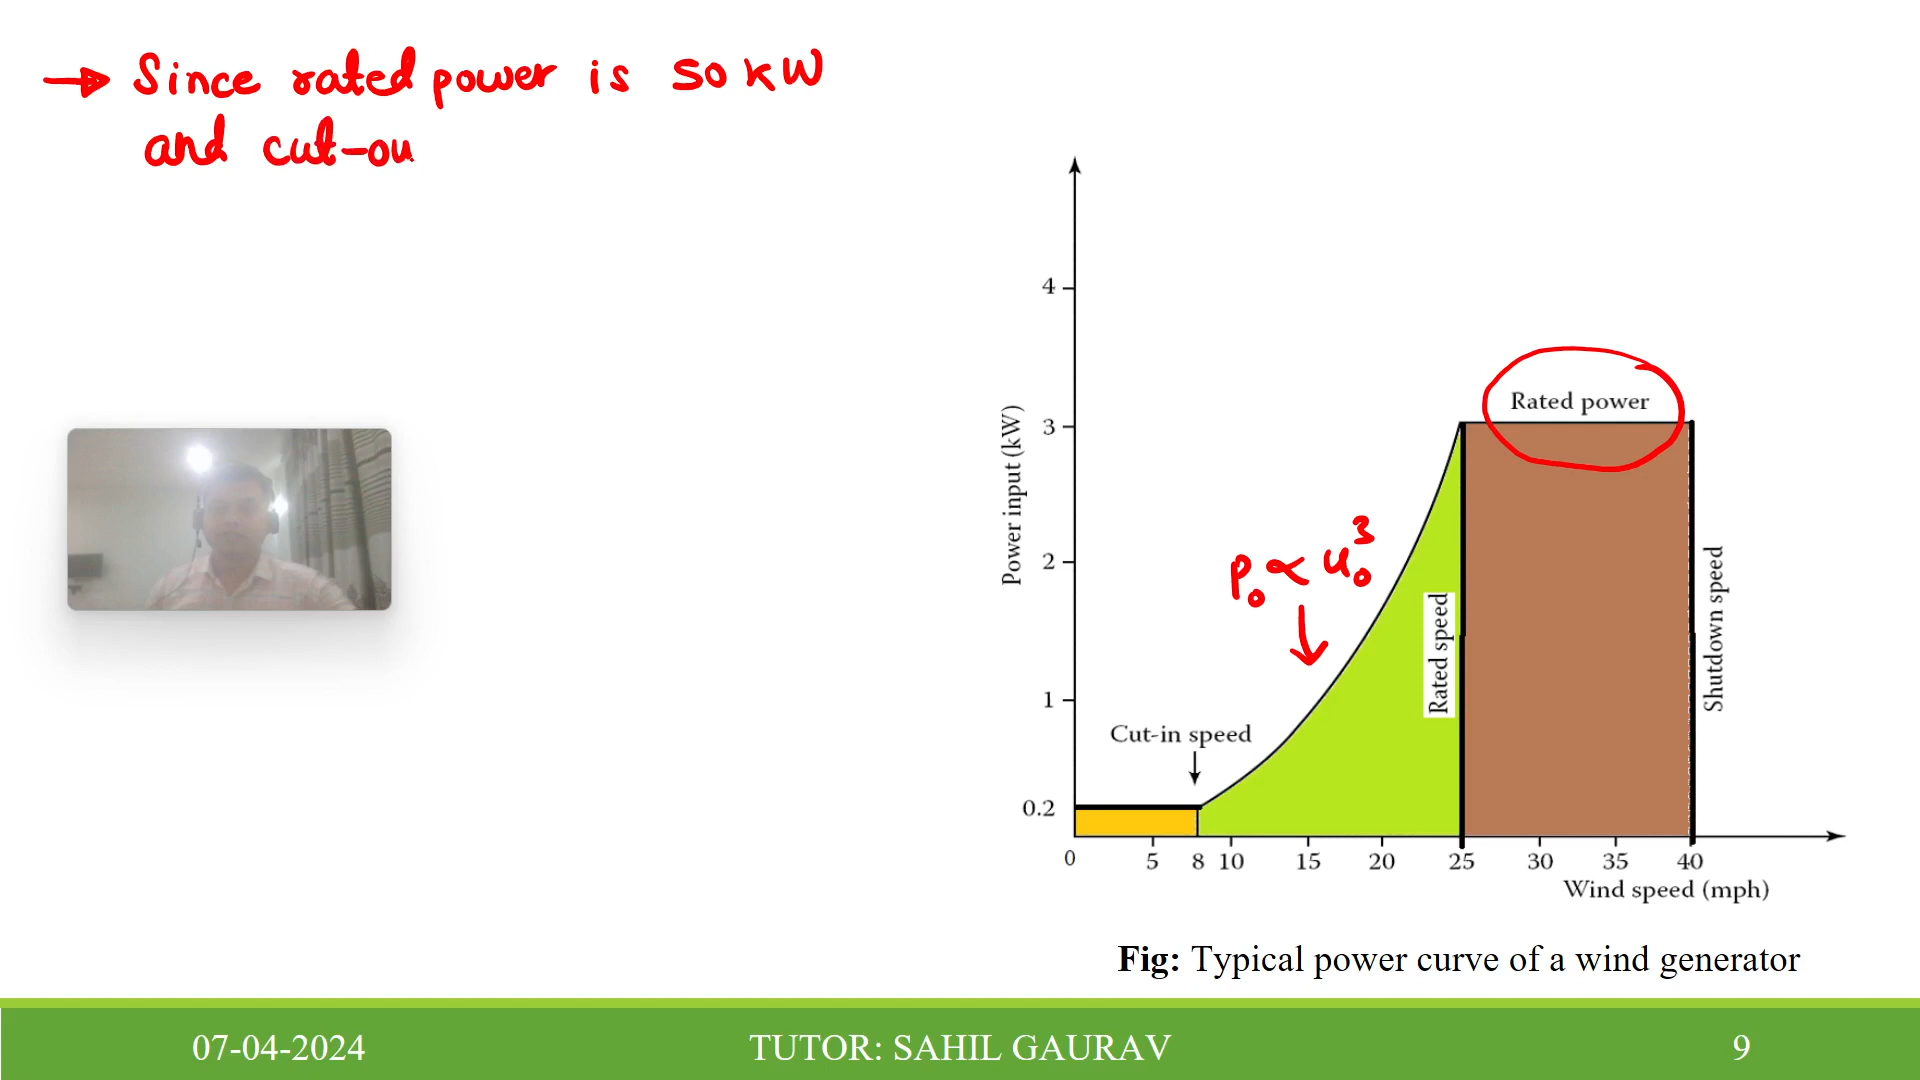 → Since rated power is 50 kW
and cut-ou
4
3
2
1
0.2
0
5
8
10
15
20
25
30
35
40
Power input (kW)
Rated power
P₀ ∝ u₀³
Rated speed
Shutdown speed
Cut-in speed
Wind speed (mph)
Fig: Typical power curve of a wind generator
07-04-2024
TUTOR: SAHIL GAURAV
9